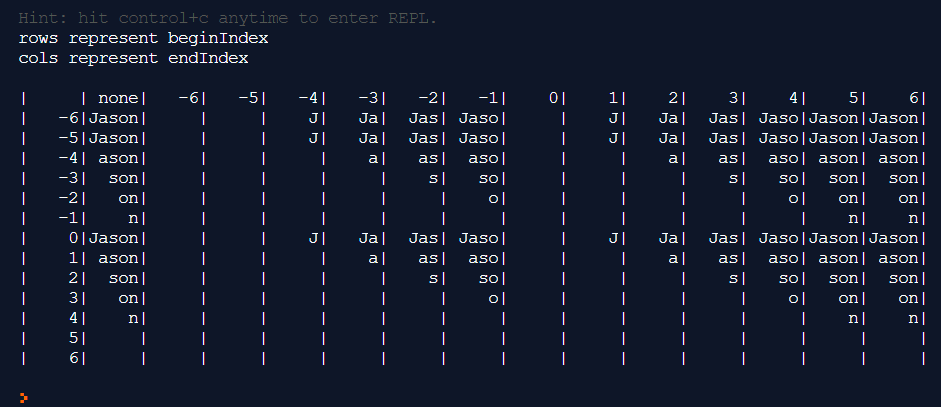 Hint: hit control+c anytime to enter REPL.
rows represent beginIndex
cols represent endIndex
|     | none|   -6|   -5|   -4|   -3|   -2|   -1|    0|    1|    2|    3|    4|    5|    6|
|   -6|Jason|     |     |    J|   Ja|  Jas| Jaso|     |    J|   Ja|  Jas| Jaso|Jason|Jason|
|   -5|Jason|     |     |    J|   Ja|  Jas| Jaso|     |    J|   Ja|  Jas| Jaso|Jason|Jason|
|   -4| ason|     |     |     |    a|   as|  aso|     |     |    a|   as|  aso| ason| ason|
|   -3|  son|     |     |     |     |    s|   so|     |     |     |    s|   so|  son|  son|
|   -2|   on|     |     |     |     |     |    o|     |     |     |     |    o|   on|   on|
|   -1|    n|     |     |     |     |     |     |     |     |     |     |     |    n|    n|
|    0|Jason|     |     |    J|   Ja|  Jas| Jaso|     |    J|   Ja|  Jas| Jaso|Jason|Jason|
|    1| ason|     |     |     |    a|   as|  aso|     |     |    a|   as|  aso| ason| ason|
|    2|  son|     |     |     |     |    s|   so|     |     |     |    s|   so|  son|  son|
|    3|   on|     |     |     |     |     |    o|     |     |     |     |    o|   on|   on|
|    4|    n|     |     |     |     |     |     |     |     |     |     |     |    n|    n|
|    5|     |     |     |     |     |     |     |     |     |     |     |     |     |     |
|    6|     |     |     |     |     |     |     |     |     |     |     |     |     |     |
>